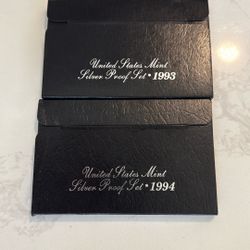 United States Mint
Silver Proof Set • 1993
United States Mint
Silver Proof Set • 1994